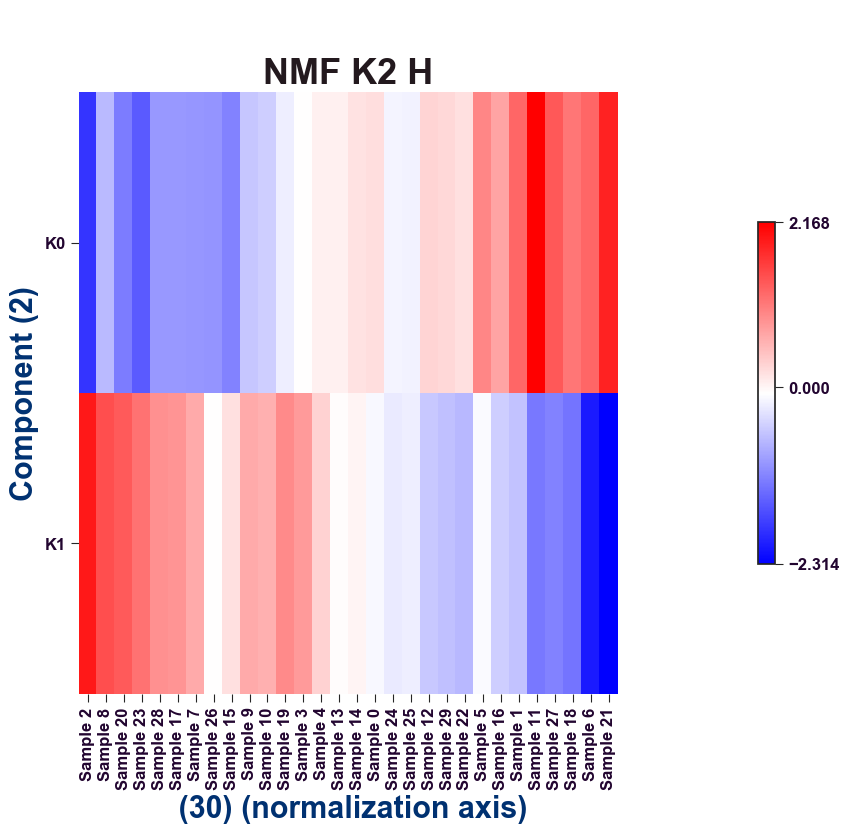 NMF K2 H
Component (2)
K0
K1
2.168
0.000
−2.314
Sample 2
Sample 8
Sample 20
Sample 23
Sample 28
Sample 17
Sample 7
Sample 26
Sample 15
Sample 9
Sample 10
Sample 19
Sample 3
Sample 4
Sample 13
Sample 14
Sample 0
Sample 24
Sample 25
Sample 12
Sample 29
Sample 22
Sample 5
Sample 16
Sample 1
Sample 11
Sample 27
Sample 18
Sample 6
Sample 21
(30) (normalization axis)